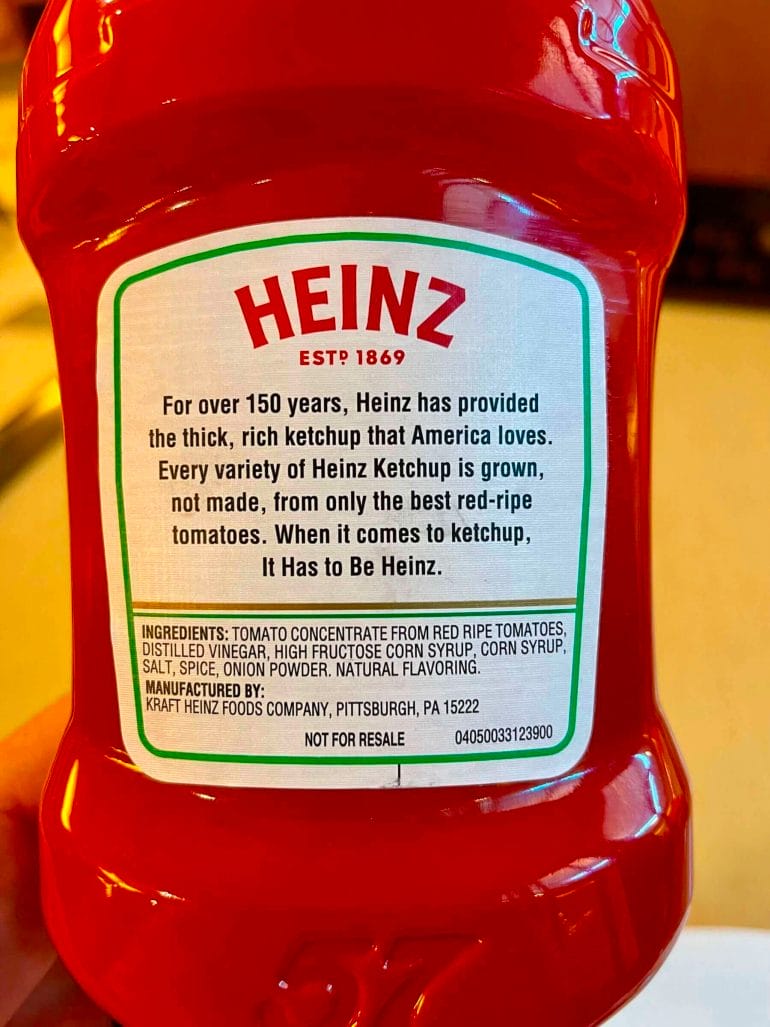 HEINZ
ESTD 1869
For over 150 years, Heinz has provided
the thick, rich ketchup that America loves.
Every variety of Heinz Ketchup is grown,
not made, from only the best red-ripe
tomatoes. When it comes to ketchup,
It Has to Be Heinz.
INGREDIENTS: TOMATO CONCENTRATE FROM RED RIPE TOMATOES,
DISTILLED VINEGAR, HIGH FRUCTOSE CORN SYRUP, CORN SYRUP,
SALT, SPICE, ONION POWDER. NATURAL FLAVORING.
MANUFACTURED BY:
KRAFT HEINZ FOODS COMPANY, PITTSBURGH, PA 15222
NOT FOR RESALE 04050033123900
57